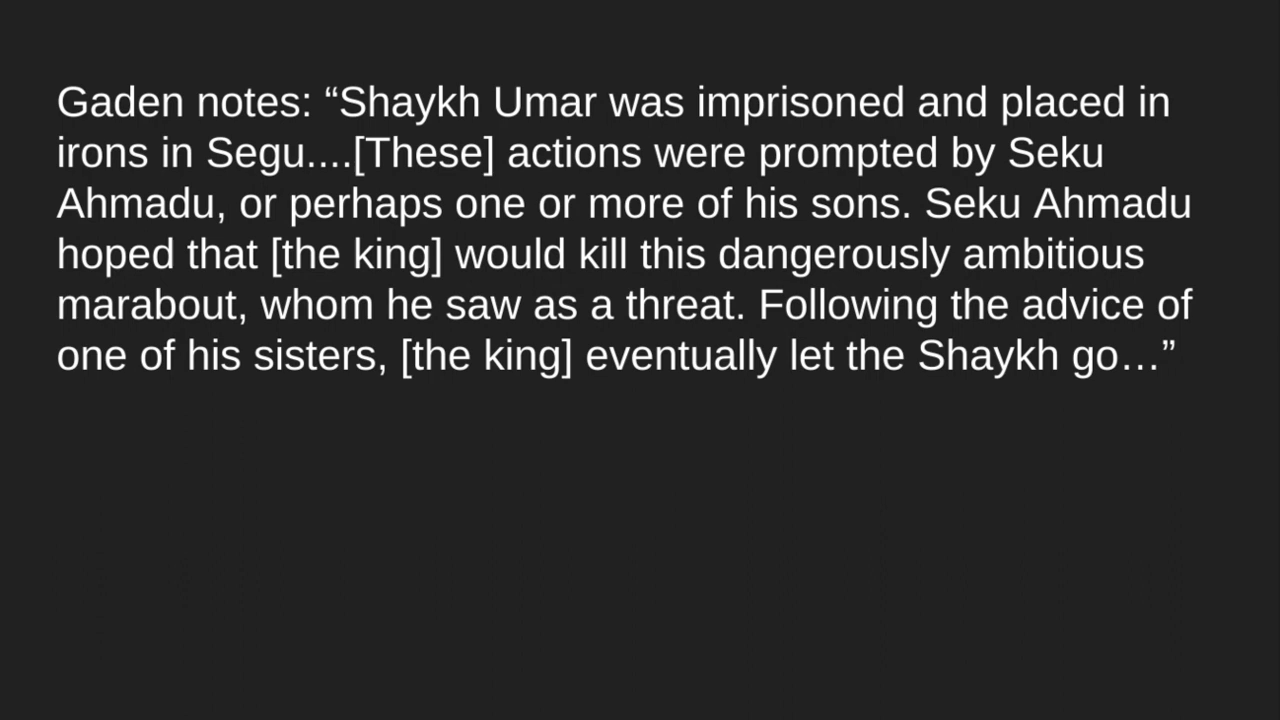 Gaden notes: “Shaykh Umar was imprisoned and placed in
irons in Segu....[These] actions were prompted by Seku
Ahmadu, or perhaps one or more of his sons. Seku Ahmadu
hoped that [the king] would kill this dangerously ambitious
marabout, whom he saw as a threat. Following the advice of
one of his sisters, [the king] eventually let the Shaykh go…”